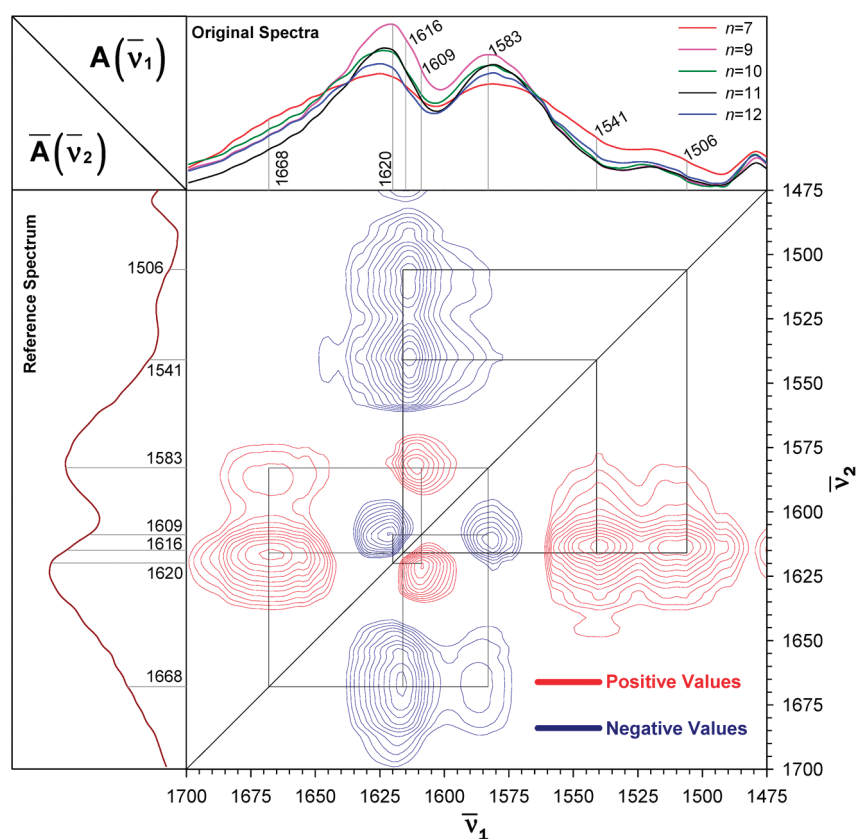 A(ν̅₁)
A̅(ν̅₂)
Original Spectra
1616
1609
1583
1541
1506
1668
1620
n=7
n=9
n=10
n=11
n=12
Reference Spectrum
1506
1541
1583
1609
1616
1620
1668
1475
1500
1525
1550
1575
1600
1625
1650
1675
1700
ν̅₂
Positive Values
Negative Values
1700 1675 1650 1625 1600 1575 1550 1525 1500 1475
ν̅₁